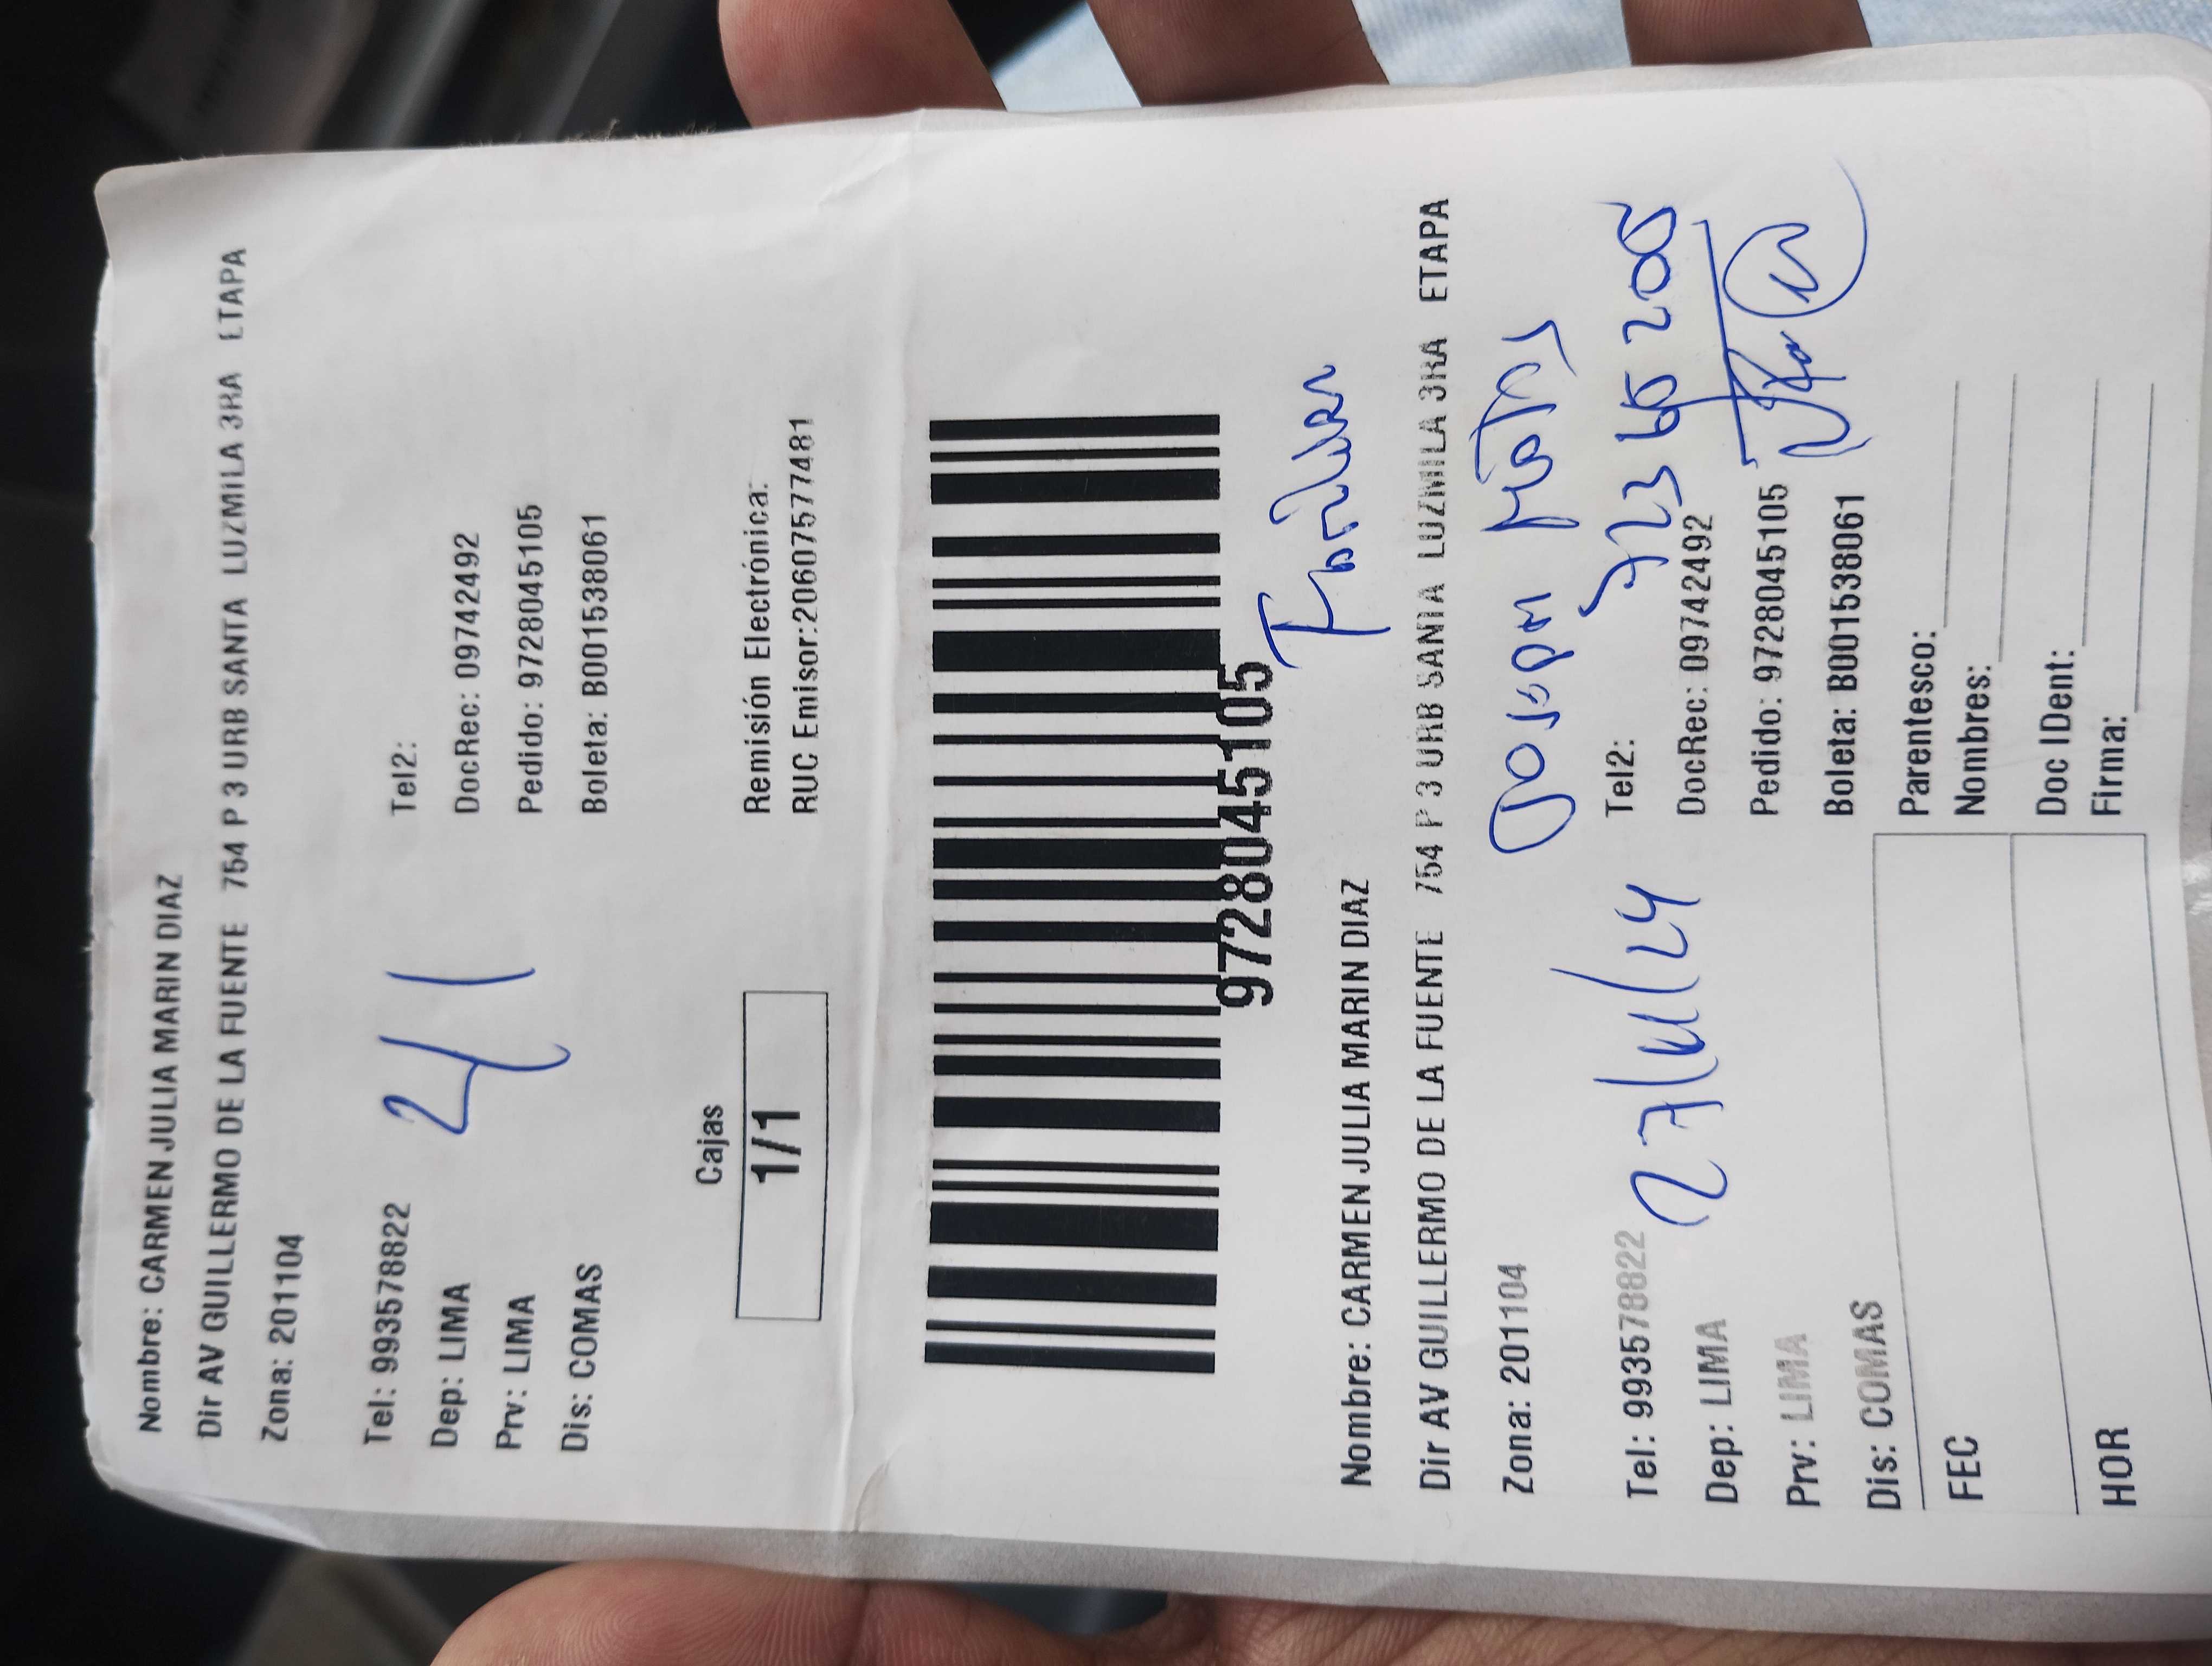 Nombre: CARMEN JULIA MARIN DIAZ
Dir AV GUILLERMO DE LA FUENTE 754 P 3 URB SANTA LUZMILA 3RA ETAPA
Zona: 201104
Tel: 993578822 Tel2:
Dep: LIMA DocRec: 09742492
Prv: LIMA Pedido: 9728045105
Dis: COMAS Boleta: B001538061
Cajas
1/1
Remisión Electrónica:
RUC Emisor:20607577481
9728045105
Nombre: CARMEN JULIA MARIN DIAZ
Dir AV GUILLERMO DE LA FUENTE 754 P 3 URB SANTA LUZMILA 3RA ETAPA
Zona: 201104
Tel: 993578822 Tel2:
Dep: LIMA DocRec: 09742492
Prv: LIMA Pedido: 9728045105
Dis: COMAS Boleta: B001538061
FEC Parentesco:
Nombres:
HOR Doc IDent:
Firma: